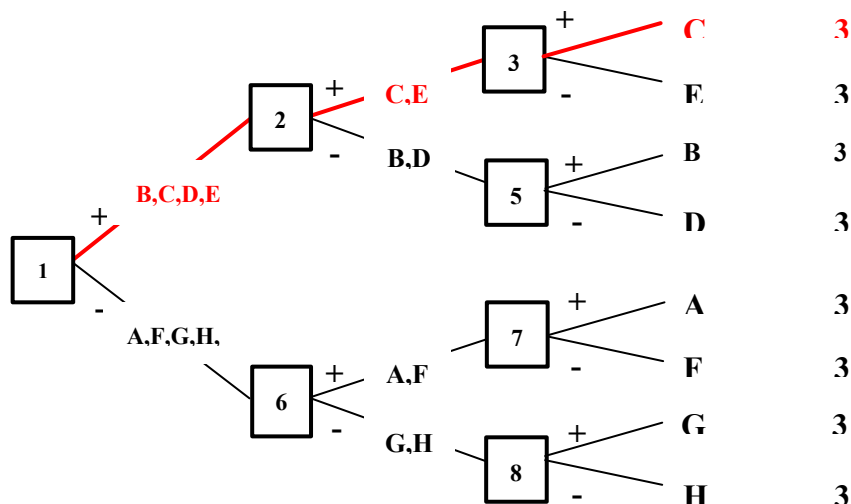 + C 3
3
- E 3
+ C,E
2
- B,D
+ B 3
5
- D 3
B,C,D,E
+
1
-
A,F,G,H,
+ A 3
7
- F 3
+ A,F
6
- G,H
+ G 3
8
- H 3